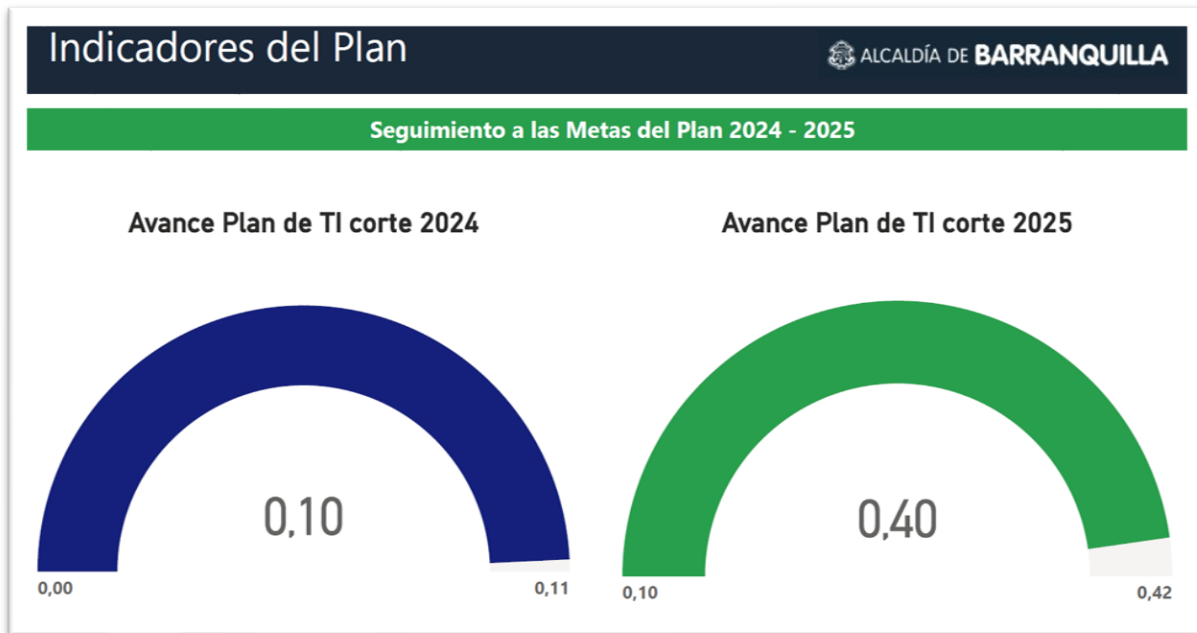 Indicadores del Plan
ALCALDÍA DE BARRANQUILLA
Seguimiento a las Metas del Plan 2024 - 2025
Avance Plan de TI corte 2024
0,10
0,00
0,11
Avance Plan de TI corte 2025
0,40
0,10
0,42